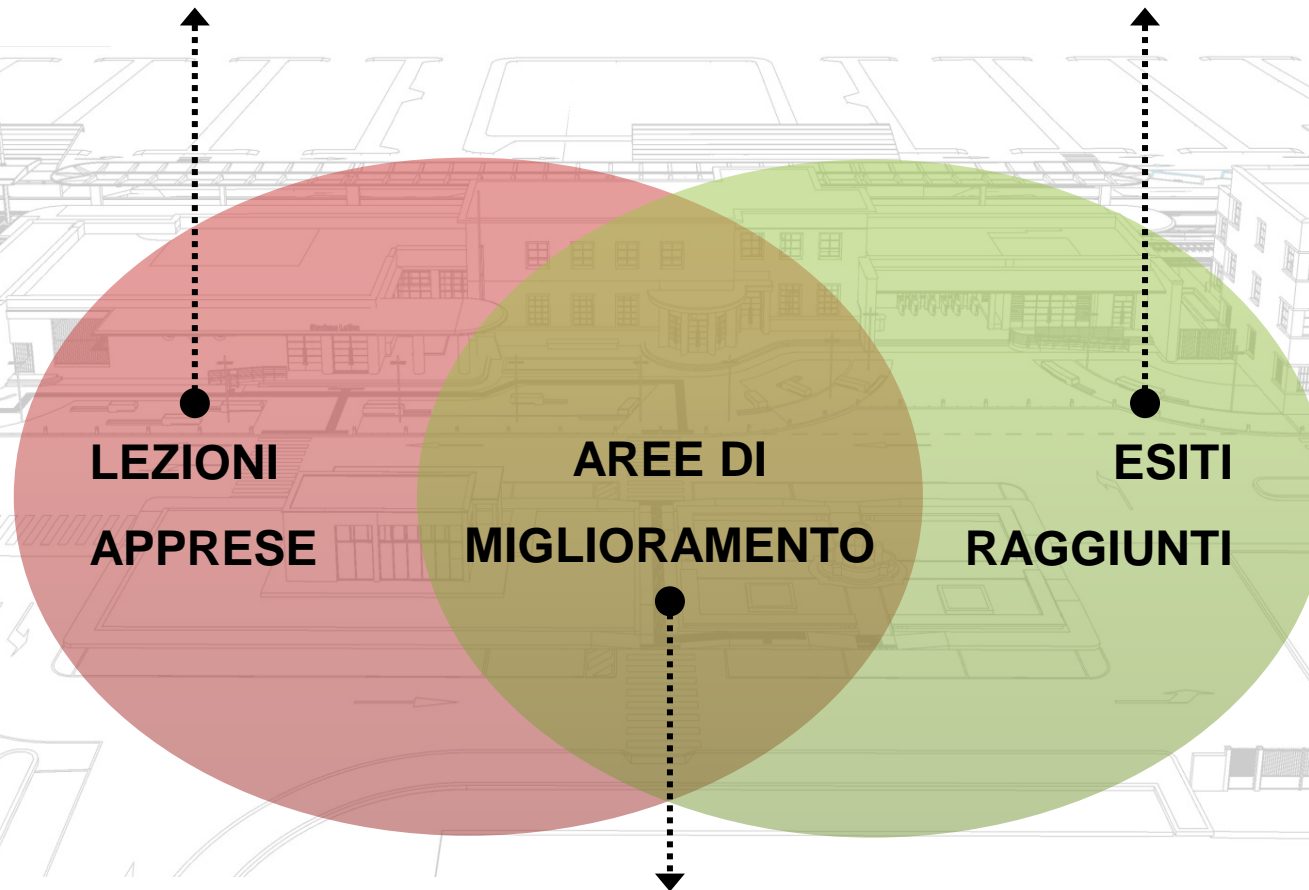 LEZIONI
APPRESE
AREE DI
MIGLIORAMENTO
ESITI
RAGGIUNTI